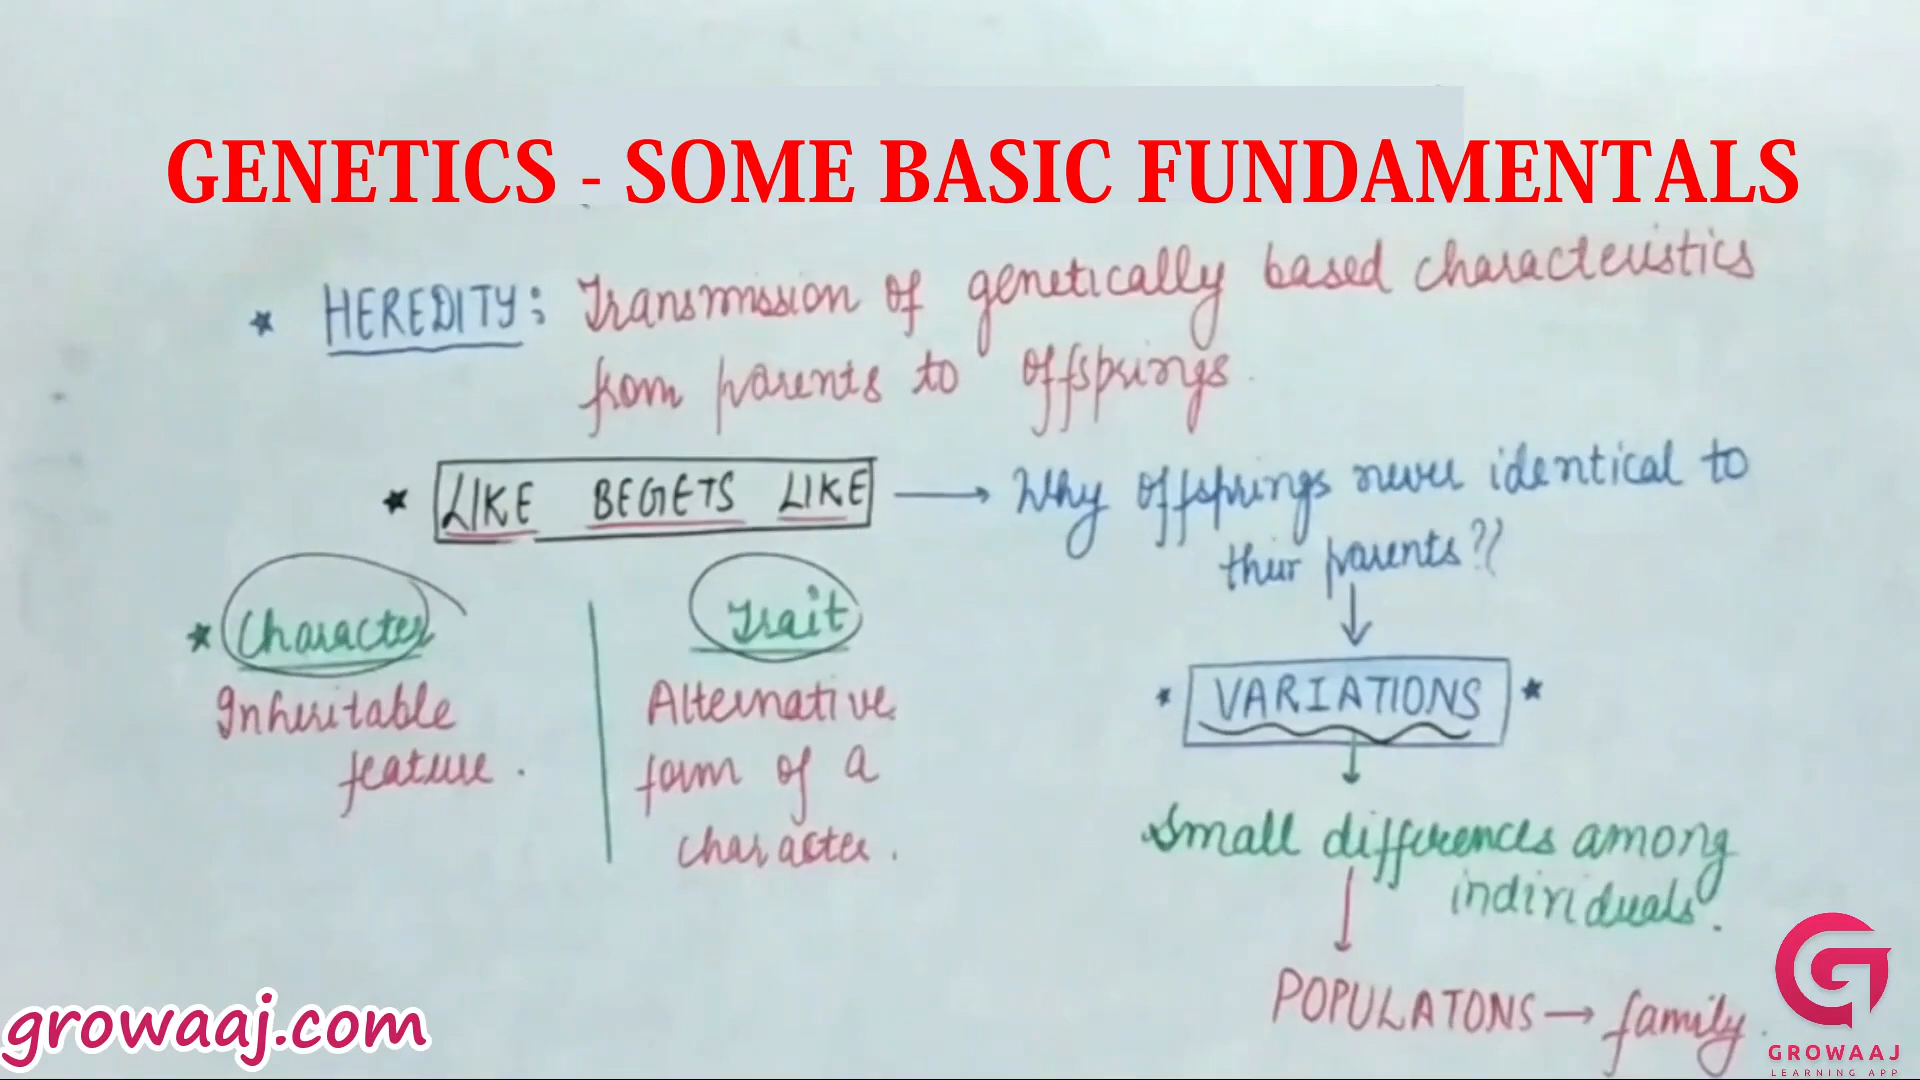 GENETICS - SOME BASIC FUNDAMENTALS
* HEREDITY: Transmission of genetically based characteristics
from parents to offsprings.
* LIKE BEGETS LIKE → Why offsprings never identical to
their parents??
* Character
Inheritable
feature.
Trait
Alternative
form of a
character.
* VARIATIONS *
Small differences among
individuals.
POPULATONS → family.
growaaj.com
GROWAAJ
LEARNING APP